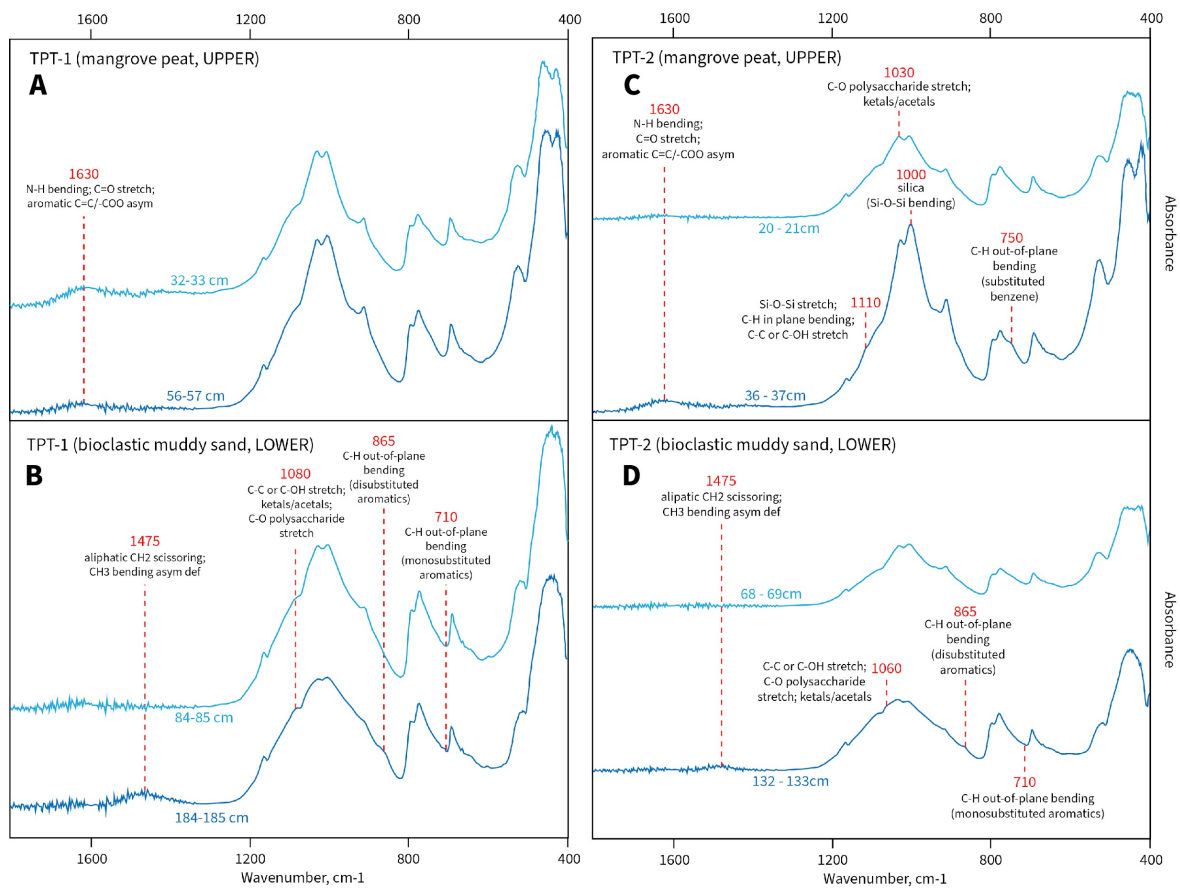 1600
1200
800
400
1600
1200
800
400
TPT-1 (mangrove peat, UPPER)
A
1630
N-H bending; C=O stretch;
aromatic C=C/-COO asym
32-33 cm
56-57 cm
TPT-2 (mangrove peat, UPPER)
C
1630
N-H bending;
C=O stretch;
aromatic C=C/-COO asym
1030
C-O polysaccharide stretch;
ketals/acetals
1000
silica
(Si-O-Si bending)
20 - 21cm
750
C-H out-of-plane
bending
(substituted
benzene)
Si-O-Si stretch;
C-H in plane bending;
C-C or C-OH stretch
1110
36 - 37cm
Absorbance
TPT-1 (bioclastic muddy sand, LOWER)
B
1475
aliphatic CH2 scissoring;
CH3 bending asym def
1080
C-C or C-OH stretch;
ketals/acetals;
C-O polysaccharide
stretch
865
C-H out-of-plane
bending
(disubstituted
aromatics)
710
C-H out-of-plane
bending
(monosubstituted
aromatics)
84-85 cm
184-185 cm
TPT-2 (bioclastic muddy sand, LOWER)
D
1475
alipatic CH2 scissoring;
CH3 bending asym def
68 - 69cm
865
C-H out-of-plane
bending
(disubstituted
aromatics)
C-C or C-OH stretch;
C-O polysaccharide
stretch; ketals/acetals
1060
132 - 133cm
710
C-H out-of-plane bending
(monosubstituted aromatics)
Absorbance
1600
1200
800
400
Wavenumber, cm-1
1600
1200
800
400
Wavenumber, cm-1